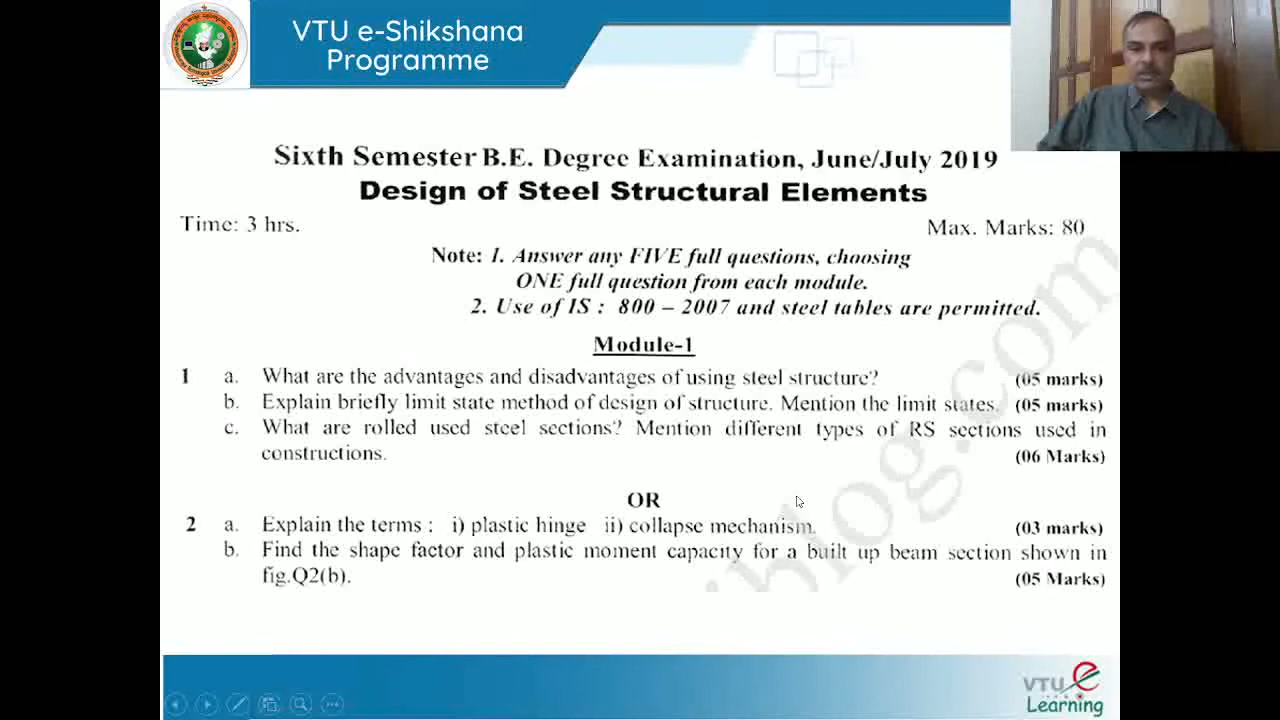 VTU e-Shikshana
Programme
Sixth Semester B.E. Degree Examination, June/July 2019
Design of Steel Structural Elements
Time: 3 hrs.
Max. Marks: 80
Note: 1. Answer any FIVE full questions, choosing
ONE full question from each module.
2. Use of IS : 800 – 2007 and steel tables are permitted.
Module-1
1 a. What are the advantages and disadvantages of using steel structure? (05 marks)
b. Explain briefly limit state method of design of structure. Mention the limit states. (05 marks)
c. What are rolled used steel sections? Mention different types of RS sections used in
constructions. (06 Marks)
OR
2 a. Explain the terms : i) plastic hinge ii) collapse mechanism. (03 marks)
b. Find the shape factor and plastic moment capacity for a built up beam section shown in
fig.Q2(b). (05 Marks)
blog.com
VTU e
Learning